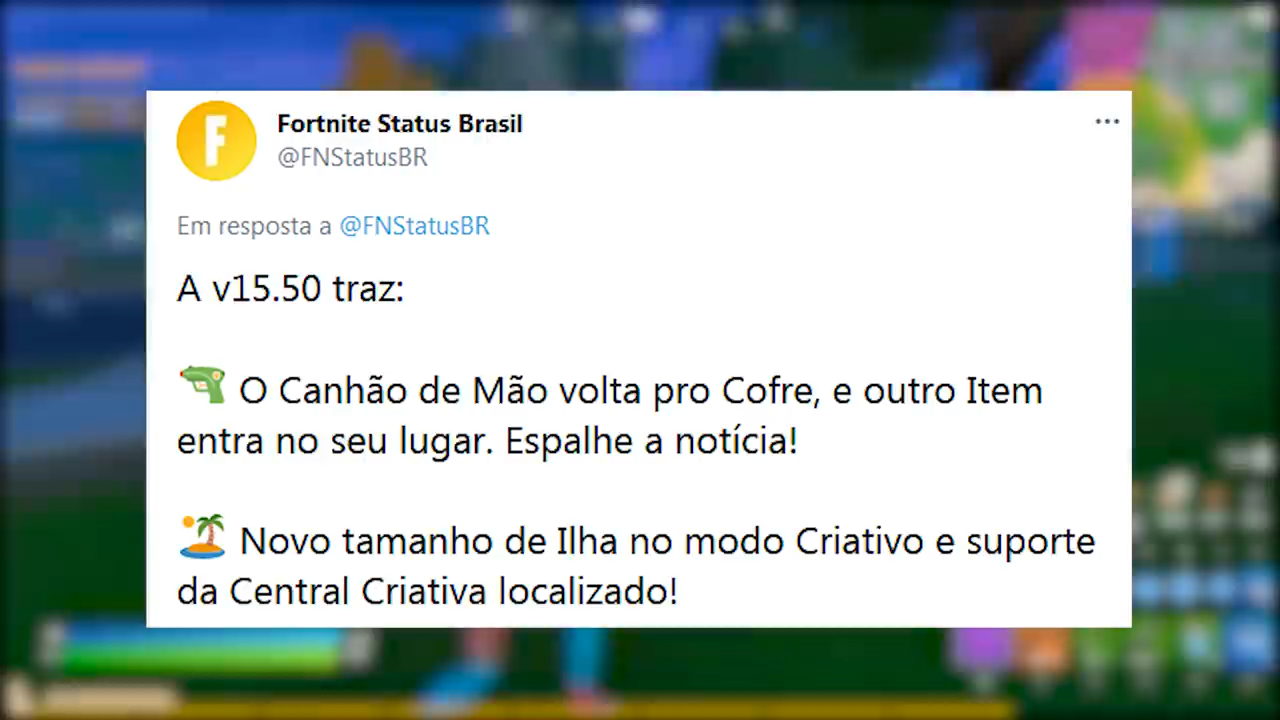 F
Fortnite Status Brasil
@FNStatusBR
Em resposta a @FNStatusBR
A v15.50 traz:
O Canhão de Mão volta pro Cofre, e outro Item
entra no seu lugar. Espalhe a notícia!
Novo tamanho de Ilha no modo Criativo e suporte
da Central Criativa localizado!